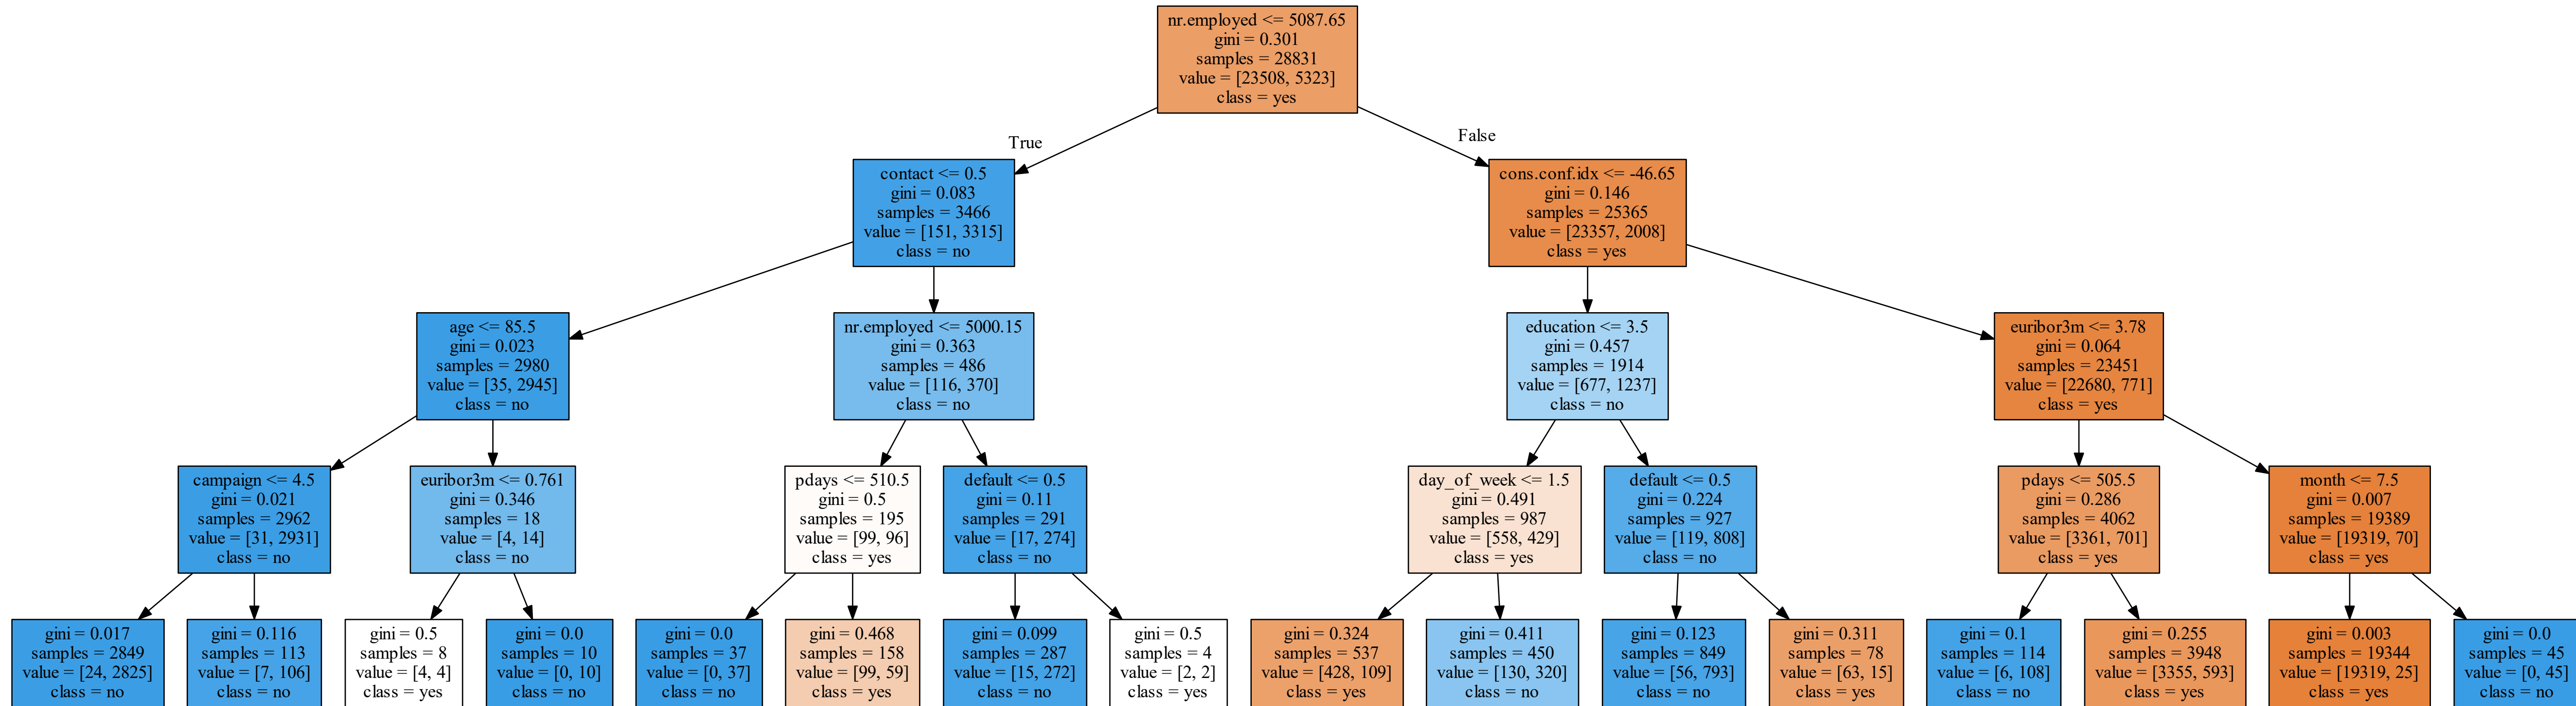 nr.employed <= 5087.65
gini = 0.301
samples = 28831
value = [23508, 5323]
class = yes
True
False
contact <= 0.5
gini = 0.083
samples = 3466
value = [151, 3315]
class = no
cons.conf.idx <= -46.65
gini = 0.146
samples = 25365
value = [23357, 2008]
class = yes
age <= 85.5
gini = 0.023
samples = 2980
value = [35, 2945]
class = no
nr.employed <= 5000.15
gini = 0.363
samples = 486
value = [116, 370]
class = no
education <= 3.5
gini = 0.457
samples = 1914
value = [677, 1237]
class = no
euribor3m <= 3.78
gini = 0.064
samples = 23451
value = [22680, 771]
class = yes
campaign <= 4.5
gini = 0.021
samples = 2962
value = [31, 2931]
class = no
euribor3m <= 0.761
gini = 0.346
samples = 18
value = [4, 14]
class = no
pdays <= 510.5
gini = 0.5
samples = 195
value = [99, 96]
class = yes
default <= 0.5
gini = 0.11
samples = 291
value = [17, 274]
class = no
day_of_week <= 1.5
gini = 0.491
samples = 987
value = [558, 429]
class = yes
default <= 0.5
gini = 0.224
samples = 927
value = [119, 808]
class = no
pdays <= 505.5
gini = 0.286
samples = 4062
value = [3361, 701]
class = yes
month <= 7.5
gini = 0.007
samples = 19389
value = [19319, 70]
class = yes
gini = 0.017
samples = 2849
value = [24, 2825]
class = no
gini = 0.116
samples = 113
value = [7, 106]
class = no
gini = 0.5
samples = 8
value = [4, 4]
class = yes
gini = 0.0
samples = 10
value = [0, 10]
class = no
gini = 0.0
samples = 37
value = [0, 37]
class = no
gini = 0.468
samples = 158
value = [99, 59]
class = yes
gini = 0.099
samples = 287
value = [15, 272]
class = no
gini = 0.5
samples = 4
value = [2, 2]
class = yes
gini = 0.324
samples = 537
value = [428, 109]
class = yes
gini = 0.411
samples = 450
value = [130, 320]
class = no
gini = 0.123
samples = 849
value = [56, 793]
class = no
gini = 0.311
samples = 78
value = [63, 15]
class = yes
gini = 0.1
samples = 114
value = [6, 108]
class = no
gini = 0.255
samples = 3948
value = [3355, 593]
class = yes
gini = 0.003
samples = 19344
value = [19319, 25]
class = yes
gini = 0.0
samples = 45
value = [0, 45]
class = no